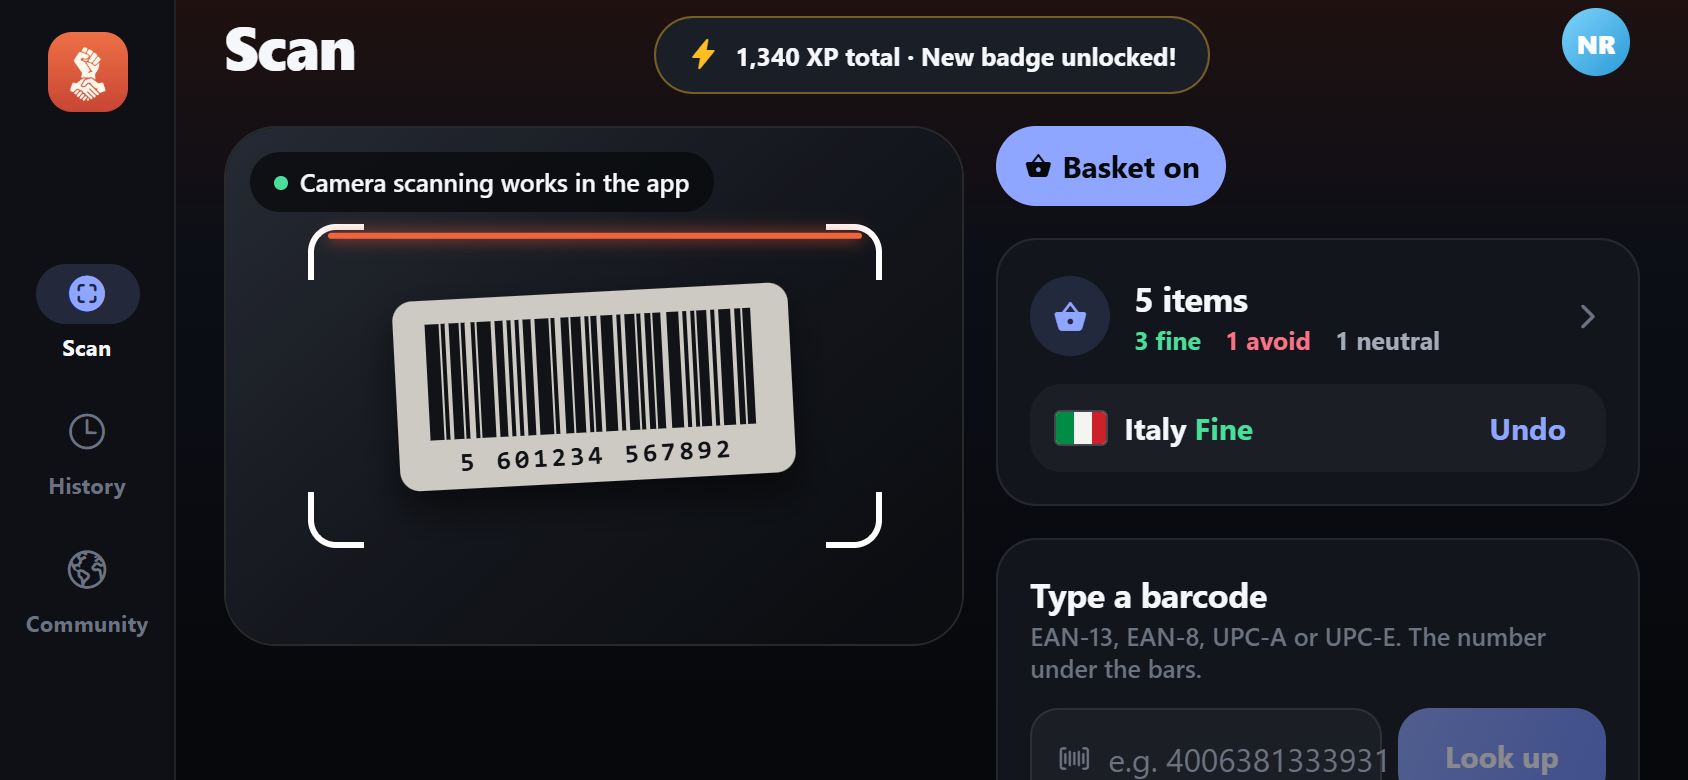 Scan
1,340 XP total · New badge unlocked!
NR
Camera scanning works in the app
5 601234 567892
Basket on
5 items
3 fine 1 avoid 1 neutral
Italy Fine
Undo
Type a barcode
EAN-13, EAN-8, UPC-A or UPC-E. The number
under the bars.
e.g. 4006381333931
Look up
Scan
History
Community